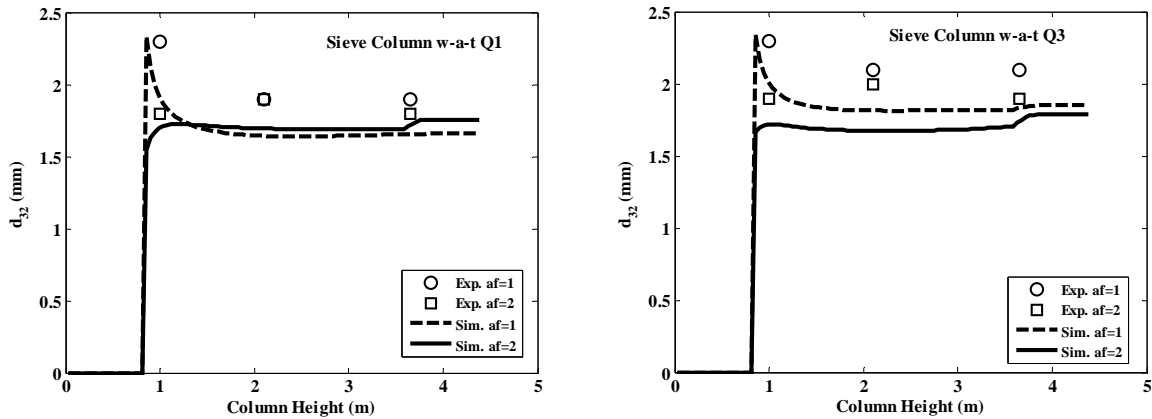 2.5
2
1.5
1
0.5
0
d32 (mm)
Sieve Column w-a-t Q1
Exp. af=1
Exp. af=2
Sim. af=1
Sim. af=2
0 1 2 3 4 5
Column Height (m)
2.5
2
1.5
1
0.5
0
d32 (mm)
Sieve Column w-a-t Q3
Exp. af=1
Exp. af=2
Sim. af=1
Sim. af=2
0 1 2 3 4 5
Column Height (m)